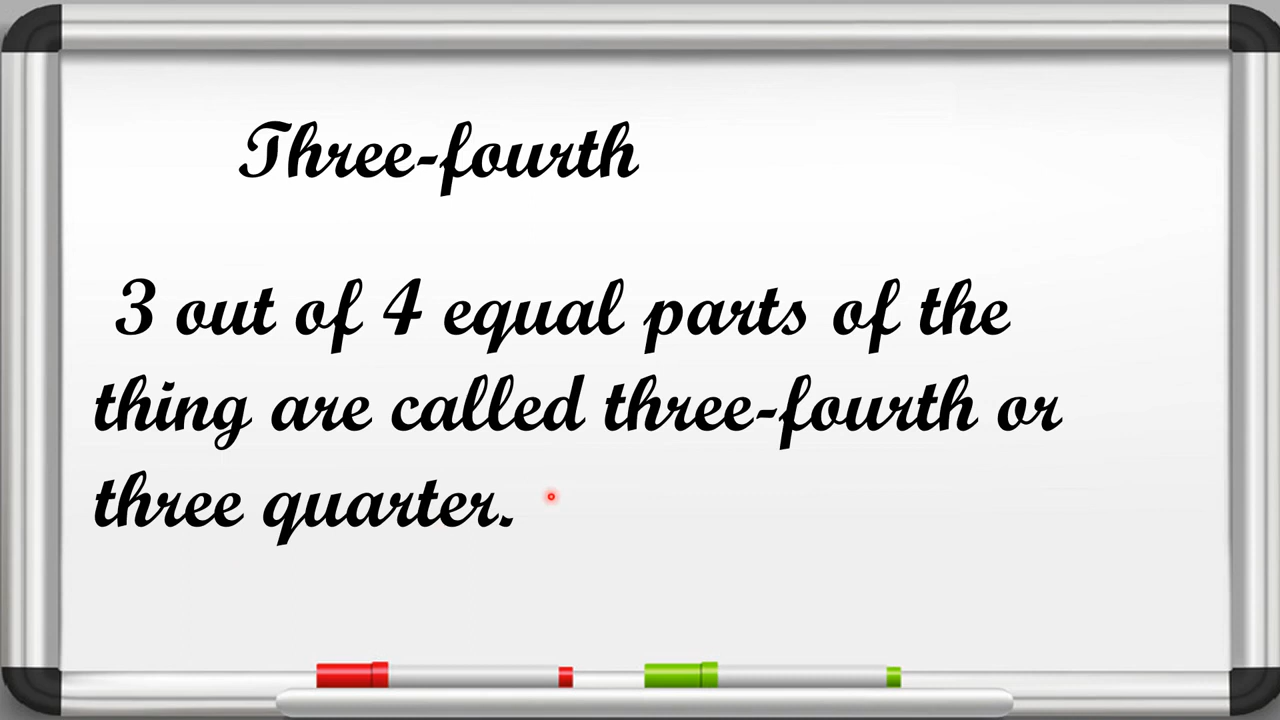 Three-fourth
3 out of 4 equal parts of the
thing are called three-fourth or
three quarter.